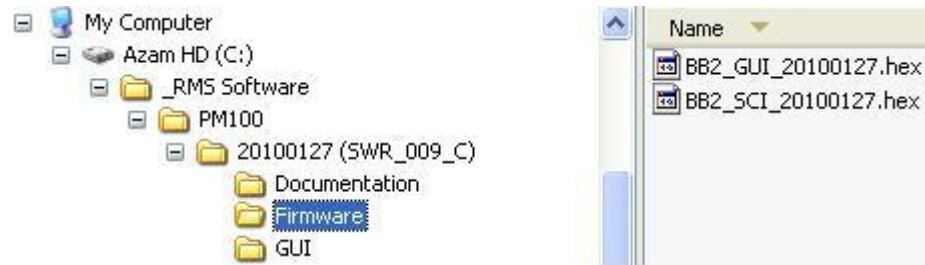 My Computer
Azam HD (C:)
_RMS Software
PM100
20100127 (SWR_009_C)
Documentation
Firmware
GUI
Name
BB2_GUI_20100127.hex
BB2_SCI_20100127.hex